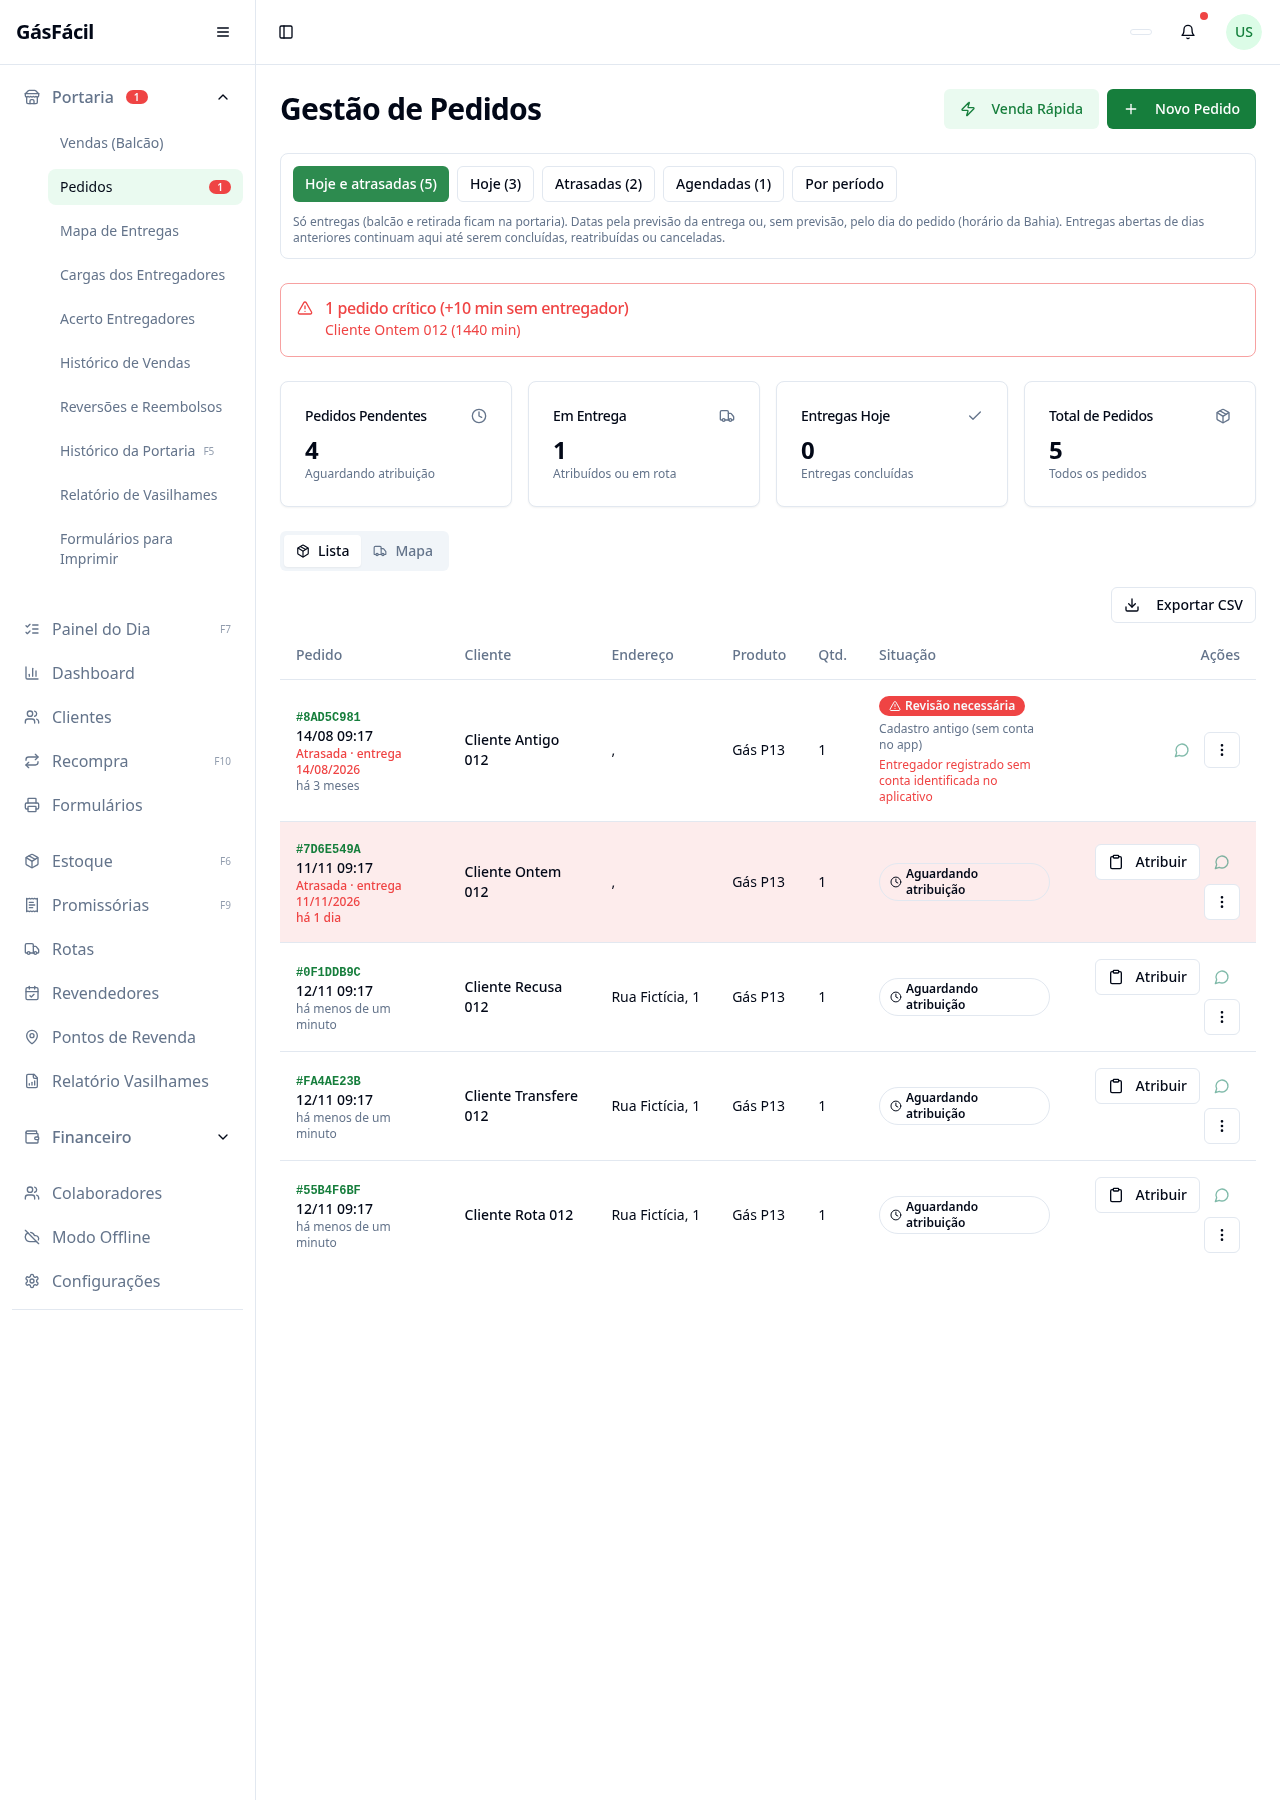 GásFácil
US
Portaria 1
Vendas (Balcão)
Pedidos 1
Mapa de Entregas
Cargas dos Entregadores
Acerto Entregadores
Histórico de Vendas
Reversões e Reembolsos
Histórico da Portaria F5
Relatório de Vasilhames
Formulários para
Imprimir
Painel do Dia F7
Dashboard
Clientes
Recompra F10
Formulários
Estoque F6
Promissórias F9
Rotas
Revendedores
Pontos de Revenda
Relatório Vasilhames
Financeiro
Colaboradores
Modo Offline
Configurações
Gestão de Pedidos
Venda Rápida
Novo Pedido
Hoje e atrasadas (5)
Hoje (3)
Atrasadas (2)
Agendadas (1)
Por período
Só entregas (balcão e retirada ficam na portaria). Datas pela previsão da entrega ou, sem previsão, pelo dia do pedido (horário da Bahia). Entregas abertas de dias
anteriores continuam aqui até serem concluídas, reatribuídas ou canceladas.
1 pedido crítico (+10 min sem entregador)
Cliente Ontem 012 (1440 min)
Pedidos Pendentes
4
Aguardando atribuição
Em Entrega
1
Atribuídos ou em rota
Entregas Hoje
0
Entregas concluídas
Total de Pedidos
5
Todos os pedidos
Lista
Mapa
Exportar CSV
Pedido Cliente Endereço Produto Qtd. Situação Ações
#8AD5C981
14/08 09:17
Atrasada · entrega
14/08/2026
há 3 meses
Cliente Antigo
012
,
Gás P13
1
Revisão necessária
Cadastro antigo (sem conta
no app)
Entregador registrado sem
conta identificada no
aplicativo
#7D6E549A
11/11 09:17
Atrasada · entrega
11/11/2026
há 1 dia
Cliente Ontem
012
,
Gás P13
1
Aguardando
atribuição
Atribuir
#0F1DDB9C
12/11 09:17
há menos de um
minuto
Cliente Recusa
012
Rua Fictícia, 1
Gás P13
1
Aguardando
atribuição
Atribuir
#FA4AE23B
12/11 09:17
há menos de um
minuto
Cliente Transfere
012
Rua Fictícia, 1
Gás P13
1
Aguardando
atribuição
Atribuir
#55B4F6BF
12/11 09:17
há menos de um
minuto
Cliente Rota 012
Rua Fictícia, 1
Gás P13
1
Aguardando
atribuição
Atribuir